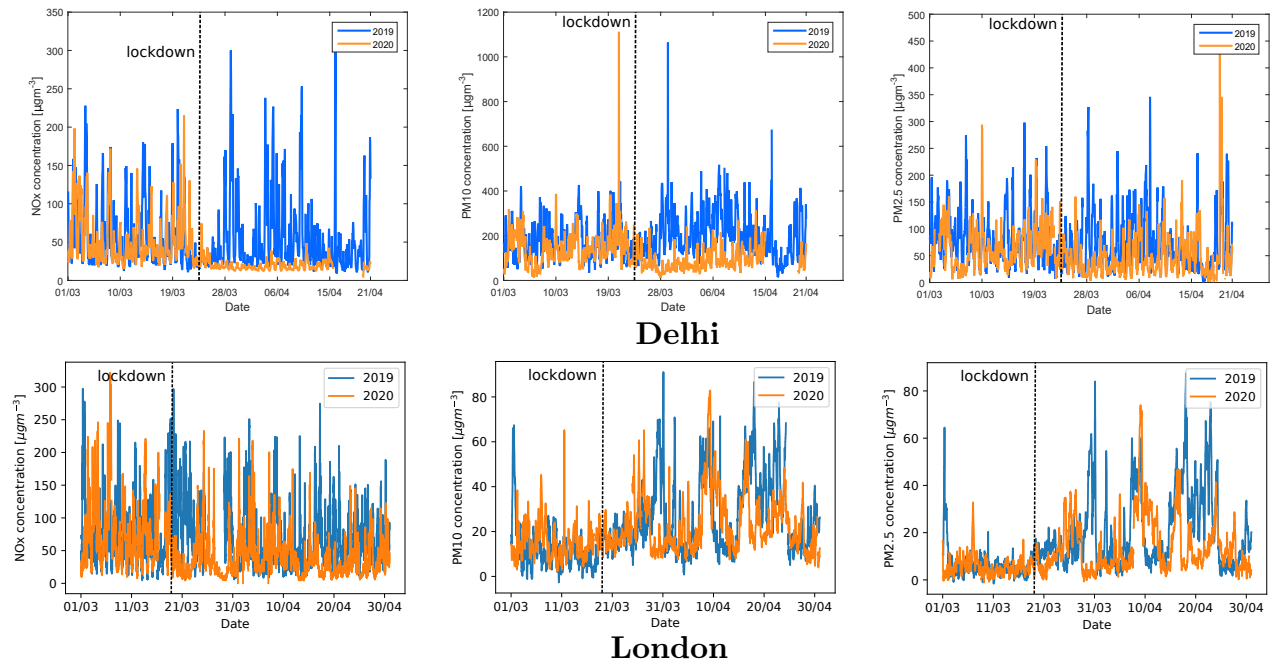 350
300
250
200
150
100
50
0
NOx concentration [µgm⁻³]
lockdown
2019
2020
01/03 10/03 19/03 28/03 06/04 15/04 21/04
Date
1200
1000
800
600
400
200
0
PM10 concentration [µgm⁻³]
lockdown
2019
2020
01/03 10/03 19/03 28/03 06/04 15/04 21/04
Date
500
450
400
350
300
250
200
150
100
50
0
PM2.5 concentration [µgm⁻³]
lockdown
2019
2020
01/03 10/03 19/03 28/03 06/04 15/04 21/04
Date
Delhi
300
250
200
150
100
50
0
NOx concentration [µgm⁻³]
lockdown
2019
2020
01/03 11/03 21/03 31/03 10/04 20/04 30/04
Date
80
60
40
20
0
PM10 concentration [µgm⁻³]
lockdown
2019
2020
01/03 11/03 21/03 31/03 10/04 20/04 30/04
Date
80
60
40
20
0
PM2.5 concentration [µgm⁻³]
lockdown
2019
2020
01/03 11/03 21/03 31/03 10/04 20/04 30/04
Date
London